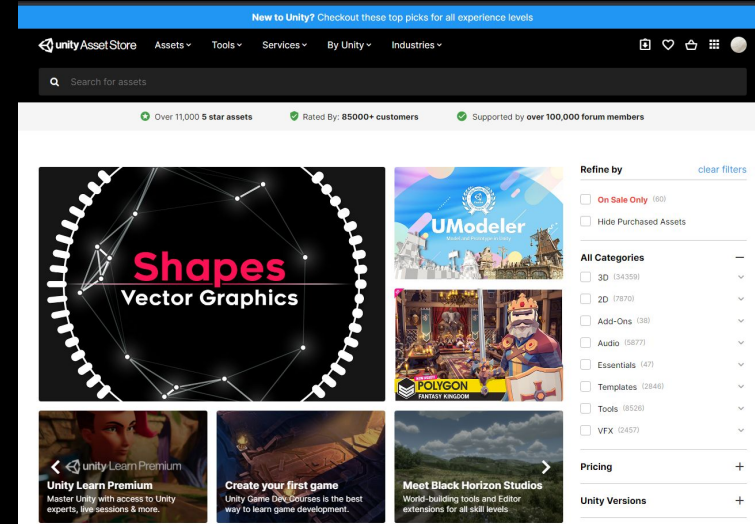 New to Unity? Checkout these top picks for all experience levels
unity Asset Store Assets Tools Services By Unity Industries
Search for assets
Over 11,000 5 star assets Rated By: 85000+ customers Supported by over 100,000 forum members
Shapes
Vector Graphics
UModeler
POLYGON
FANTASY KINGDOM
Refine by clear filters
On Sale Only (80)
Hide Purchased Assets
All Categories
3D (34359)
2D (7870)
Add-Ons (38)
Audio (5877)
Essentials (47)
Templates (2846)
Tools (8526)
VFX (2457)
Pricing
Unity Versions
unity Learn Premium
Unity Learn Premium
Master Unity with access to Unity
experts, live sessions & more.
Create your first game
Unity Game Dev Courses is the best
way to learn game development.
Meet Black Horizon Studios
World-building tools and Editor
extensions for all skill levels